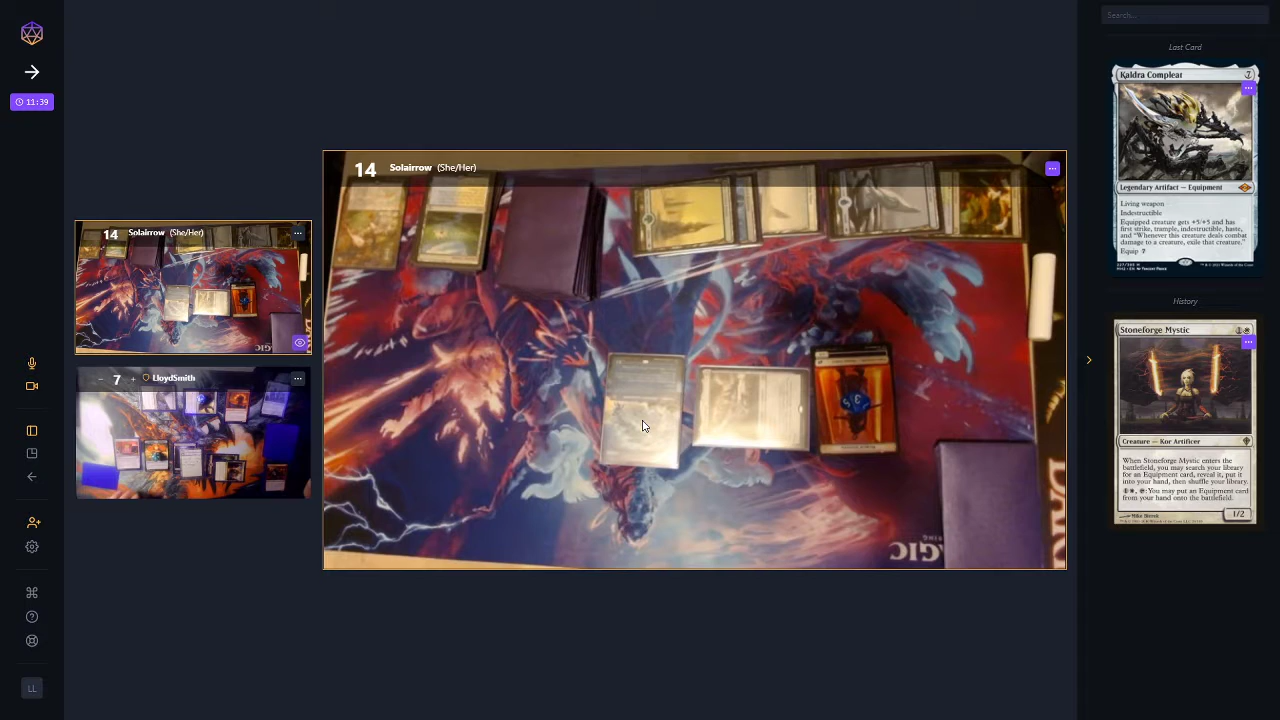 11:39
14 Solairrow (She/Her)
- 7 + LloydSmith
14 Solairrow (She/Her)
Search...
Last Card
Kaldra Compleat 7
Legendary Artifact — Equipment
Living weapon
Indestructible
Equipped creature gets +5/+5 and has
first strike, trample, indestructible, haste,
and "Whenever this creature deals combat
damage to a creature, exile that creature."
Equip 7
History
Stoneforge Mystic 1
Creature — Kor Artificer
When Stoneforge Mystic enters the
battlefield, you may search your library
for an Equipment card, reveal it, put it
into your hand, then shuffle your library.
: You may put an Equipment card
from your hand onto the battlefield.
1/2
LL